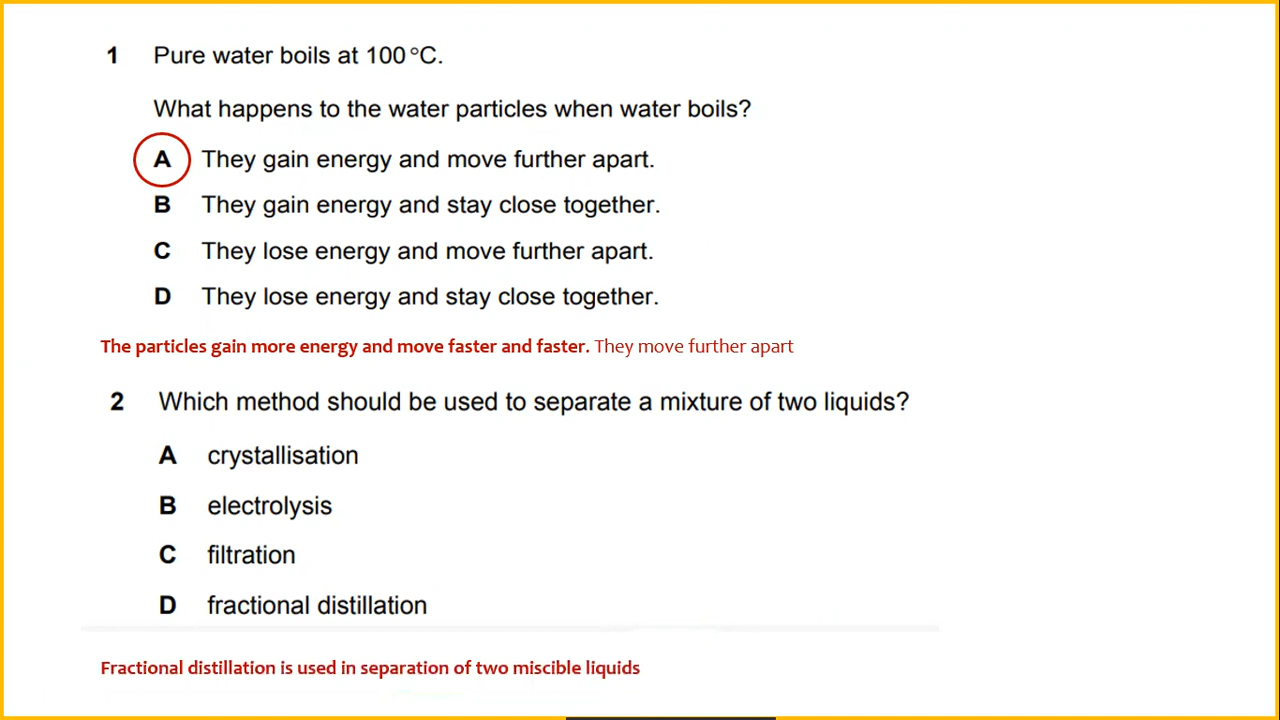 1 Pure water boils at 100 °C.
What happens to the water particles when water boils?
A They gain energy and move further apart.
B They gain energy and stay close together.
C They lose energy and move further apart.
D They lose energy and stay close together.
The particles gain more energy and move faster and faster. They move further apart
2 Which method should be used to separate a mixture of two liquids?
A crystallisation
B electrolysis
C filtration
D fractional distillation
Fractional distillation is used in separation of two miscible liquids